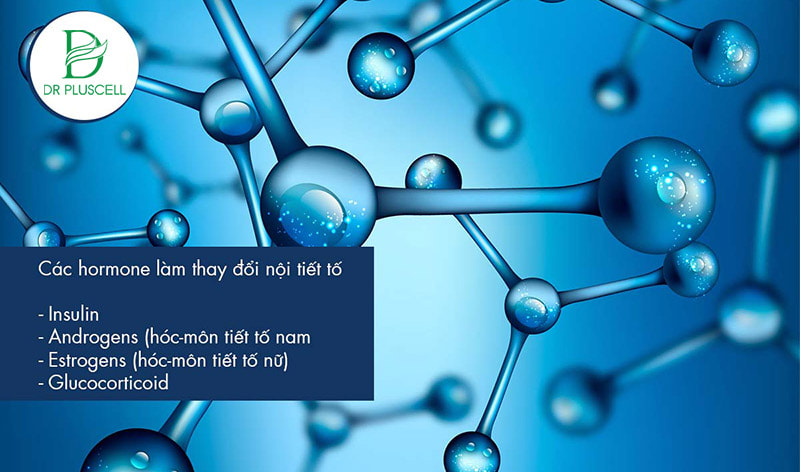 DR PLUSCELL
Các hormone làm thay đổi nội tiết tố
- Insulin
- Androgens (hóc-môn tiết tố nam
- Estrogens (hóc-môn tiết tố nữ)
- Glucocorticoid